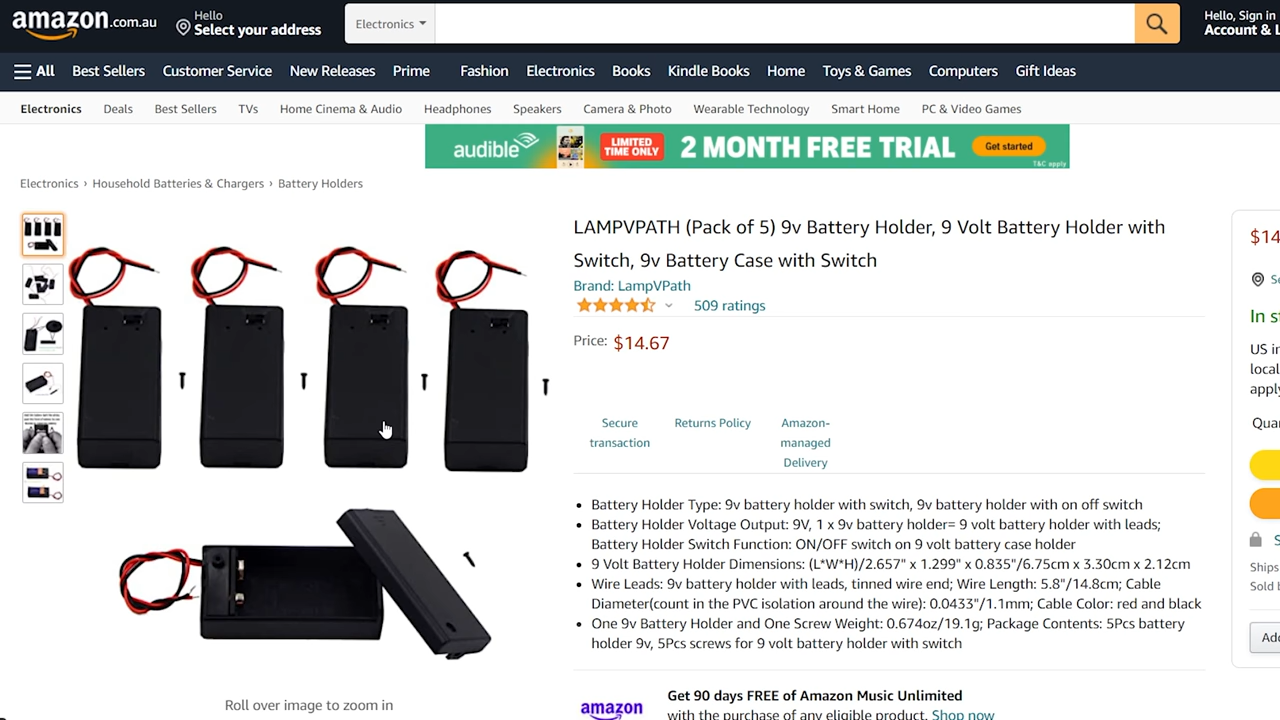 amazon.com.au
Hello
Select your address
Electronics
Hello, Sign in
Account & L
All Best Sellers Customer Service New Releases Prime Fashion Electronics Books Kindle Books Home Toys & Games Computers Gift Ideas
Electronics Deals Best Sellers TVs Home Cinema & Audio Headphones Speakers Camera & Photo Wearable Technology Smart Home PC & Video Games
audible LIMITED TIME ONLY 2 MONTH FREE TRIAL Get started
T&C apply
Electronics › Household Batteries & Chargers › Battery Holders
LAMPVPATH (Pack of 5) 9v Battery Holder, 9 Volt Battery Holder with
Switch, 9v Battery Case with Switch
Brand: LampVPath
509 ratings
Price: $14.67
Secure
transaction
Returns Policy
Amazon-
managed
Delivery
• Battery Holder Type: 9v battery holder with switch, 9v battery holder with on off switch
• Battery Holder Voltage Output: 9V, 1 x 9v battery holder= 9 volt battery holder with leads;
Battery Holder Switch Function: ON/OFF switch on 9 volt battery case holder
• 9 Volt Battery Holder Dimensions: (L*W*H)/2.657" x 1.299" x 0.835"/6.75cm x 3.30cm x 2.12cm
• Wire Leads: 9v battery holder with leads, tinned wire end; Wire Length: 5.8"/14.8cm; Cable
Diameter(count in the PVC isolation around the wire): 0.0433"/1.1mm; Cable Color: red and black
• One 9v Battery Holder and One Screw Weight: 0.674oz/19.1g; Package Contents: 5Pcs battery
holder 9v, 5Pcs screws for 9 volt battery holder with switch
Roll over image to zoom in
amazon
Get 90 days FREE of Amazon Music Unlimited
with the purchase of any eligible product. Shop now
$14
Se
In s
US in
local
apply
Qua
S
Ships
Sold b
Add